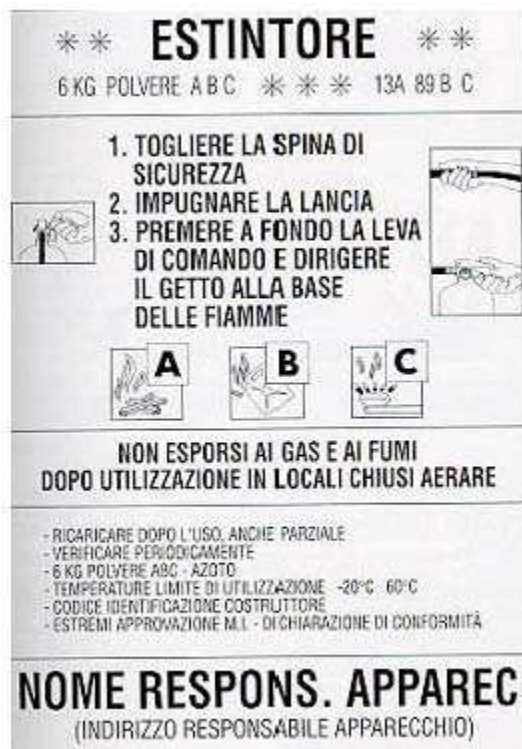 ✳ ✳ ESTINTORE ✳ ✳
6 KG POLVERE A B C ✳ ✳ ✳ 13A 89 B C
1. TOGLIERE LA SPINA DI
SICUREZZA
2. IMPUGNARE LA LANCIA
3. PREMERE A FONDO LA LEVA
DI COMANDO E DIRIGERE
IL GETTO ALLA BASE
DELLE FIAMME
A B C
NON ESPORSI AI GAS E AI FUMI
DOPO UTILIZZAZIONE IN LOCALI CHIUSI AERARE
- RICARICARE DOPO L'USO, ANCHE PARZIALE
- VERIFICARE PERIODICAMENTE
- 6 KG POLVERE ABC - AZOTO
- TEMPERATURE LIMITE DI UTILIZZAZIONE -20°C 60°C
- CODICE IDENTIFICAZIONE COSTRUTTORE
- ESTREMI APPROVAZIONE M.I. - DICHIARAZIONE DI CONFORMITÀ
NOME RESPONS. APPAREC
(INDIRIZZO RESPONSABILE APPARECCHIO)